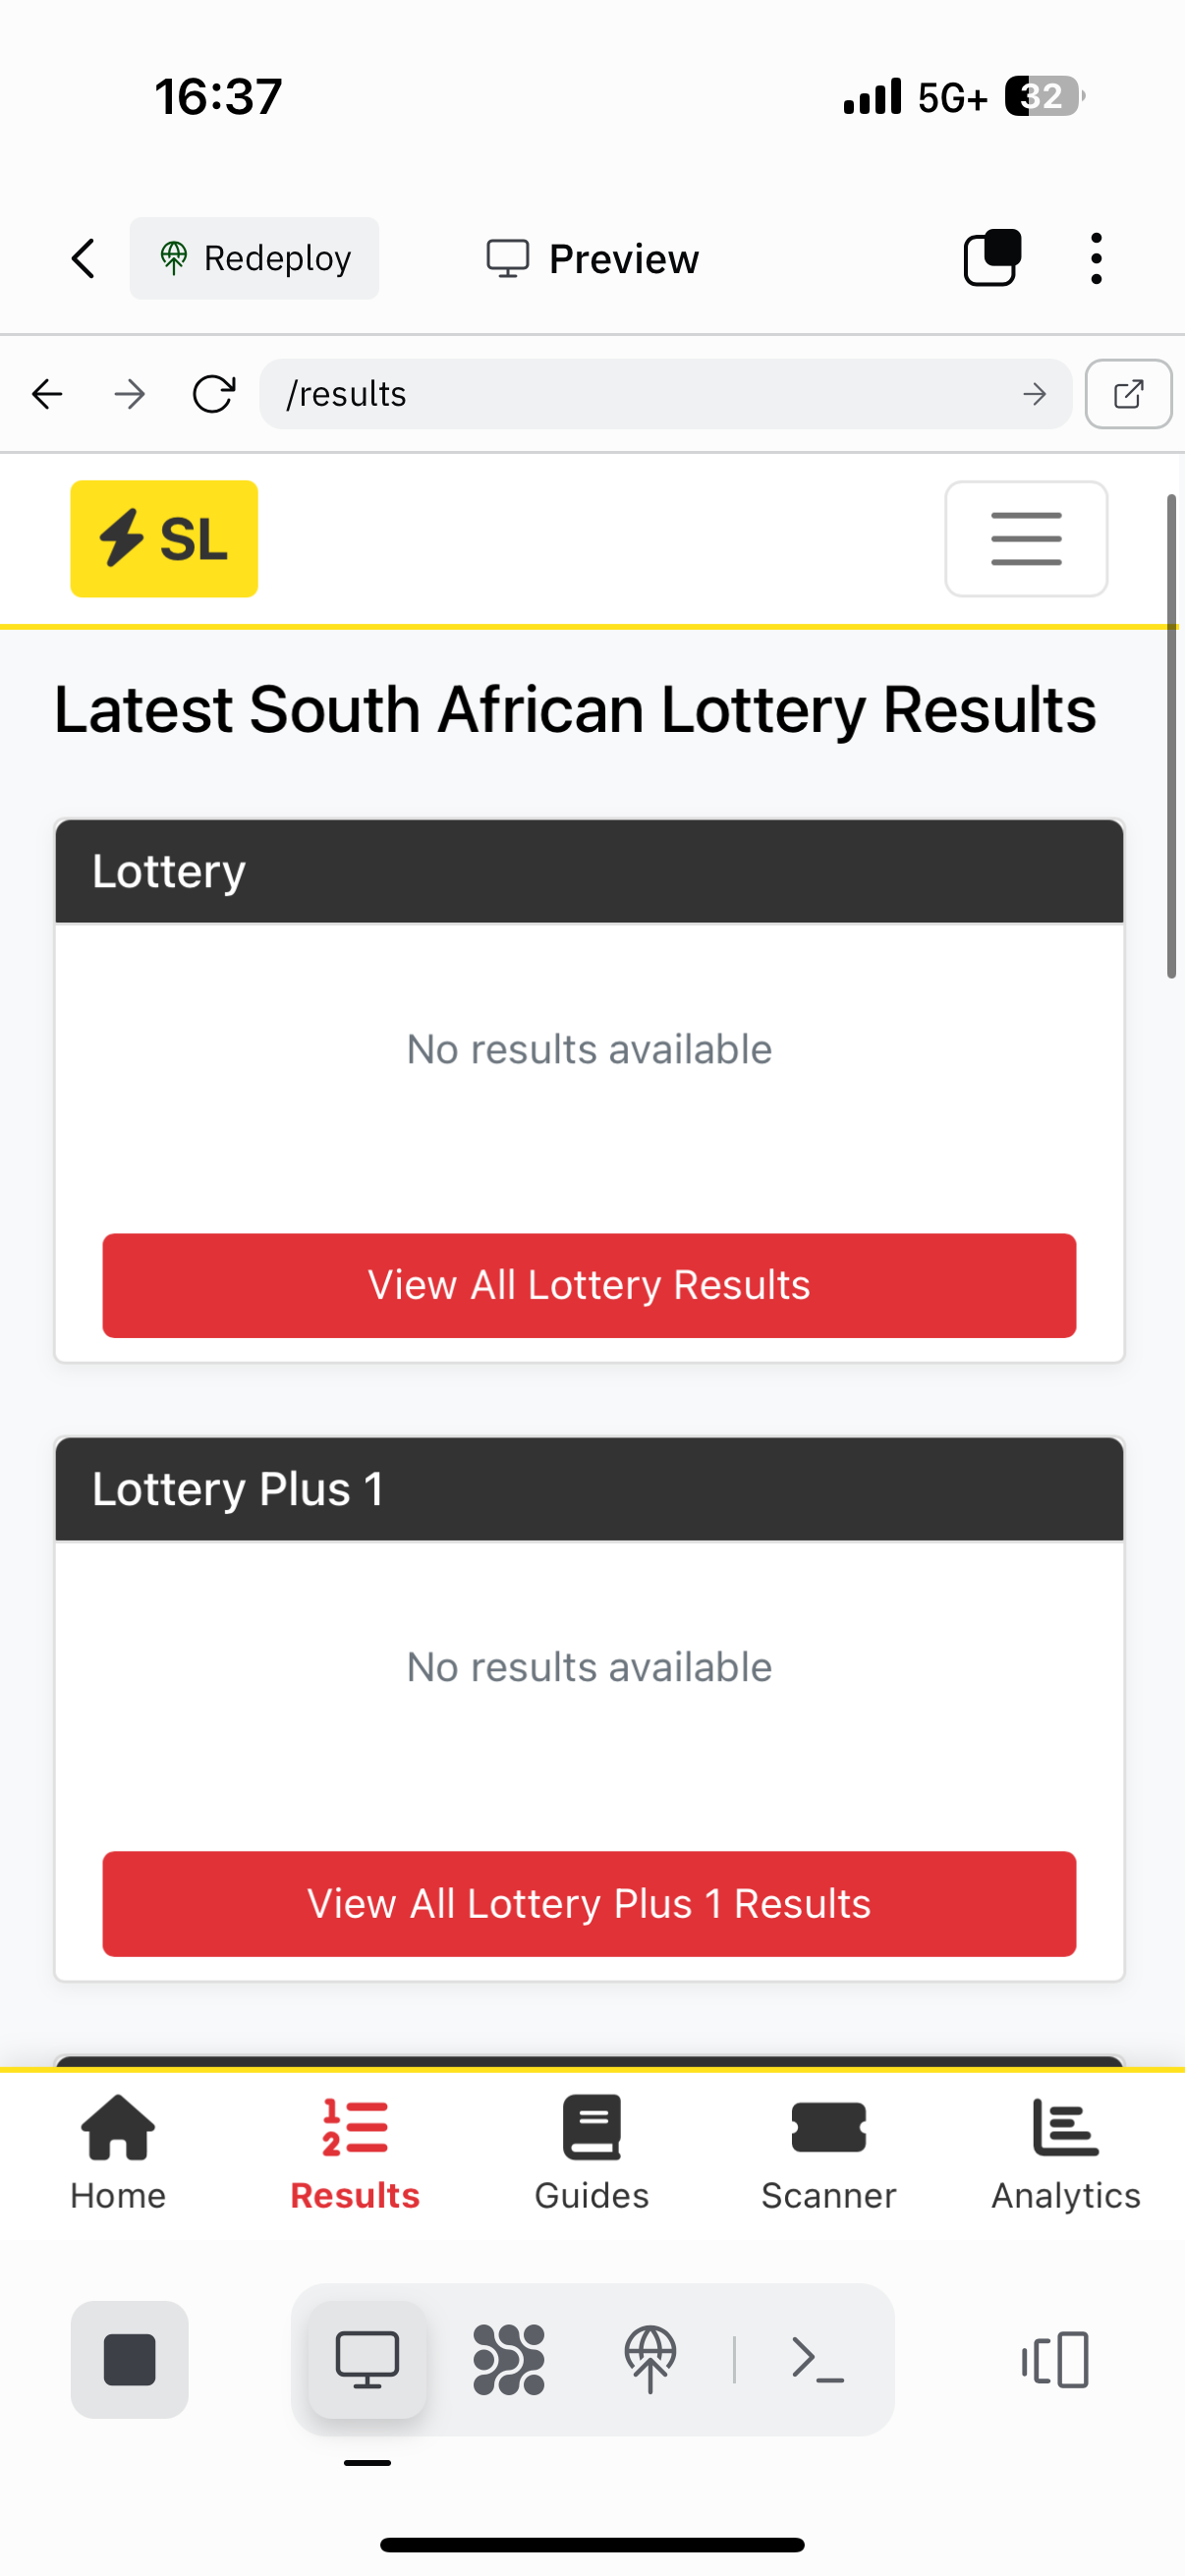 16:37
5G+ 32
Redeploy
Preview
/results
SL
Latest South African Lottery Results
Lottery
No results available
View All Lottery Results
Lottery Plus 1
No results available
View All Lottery Plus 1 Results
Home
Results
Guides
Scanner
Analytics